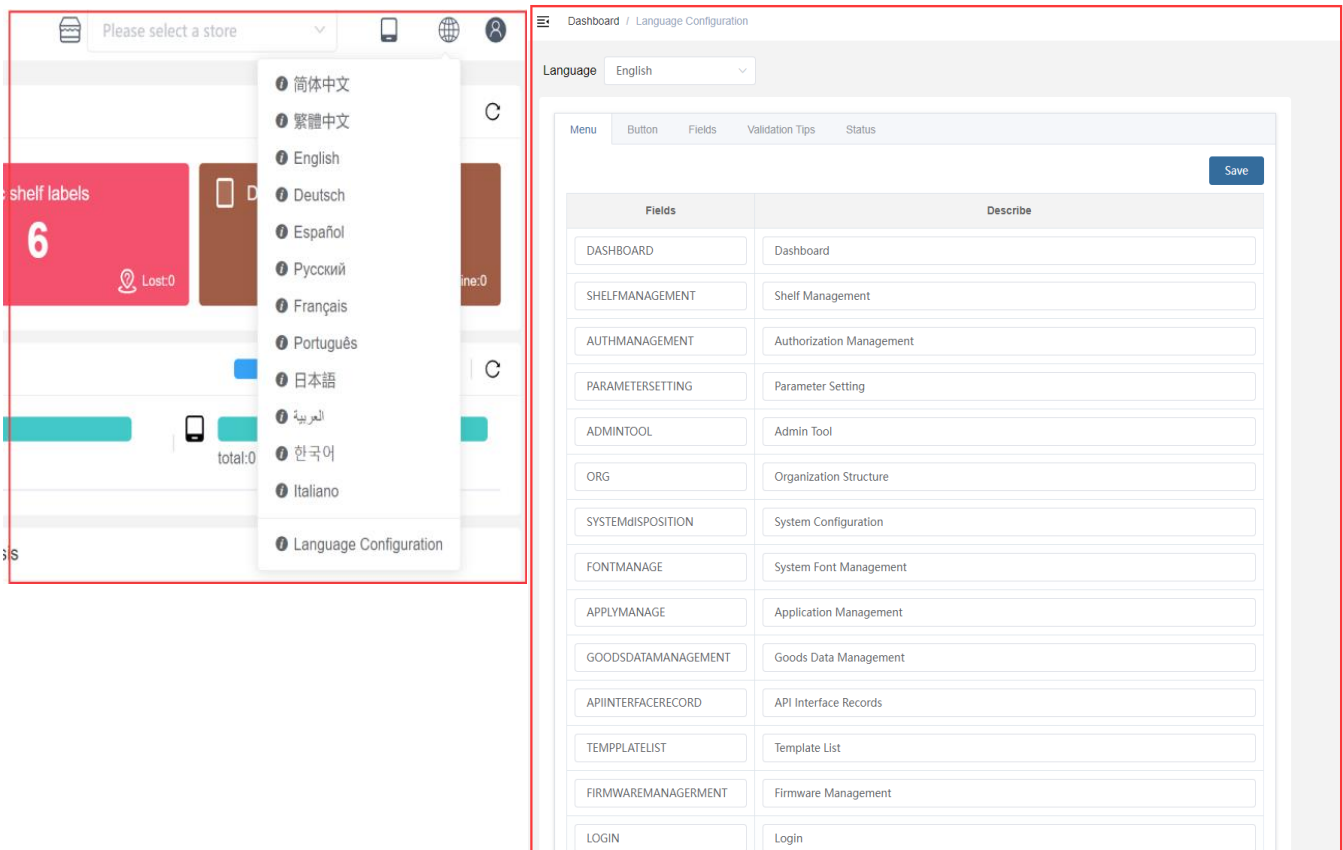 Please select a store
简体中文
繁體中文
English
Deutsch
Español
Русский
Français
Português
日本語
العربية
한국어
Italiano
Language Configuration
shelf labels
6
Lost:0
D
ine:0
total:0
sis
Dashboard / Language Configuration
Language English
Menu Button Fields Validation Tips Status
Save
Fields Describe
DASHBOARD Dashboard
SHELFMANAGEMENT Shelf Management
AUTHMANAGEMENT Authorization Management
PARAMETERSETTING Parameter Setting
ADMINTOOL Admin Tool
ORG Organization Structure
SYSTEMdISPOSITION System Configuration
FONTMANAGE System Font Management
APPLYMANAGE Application Management
GOODSDATAMANAGEMENT Goods Data Management
APIINTERFACERECORD API Interface Records
TEMPPLATELIST Template List
FIRMWAREMANAGERMENT Firmware Management
LOGIN Login